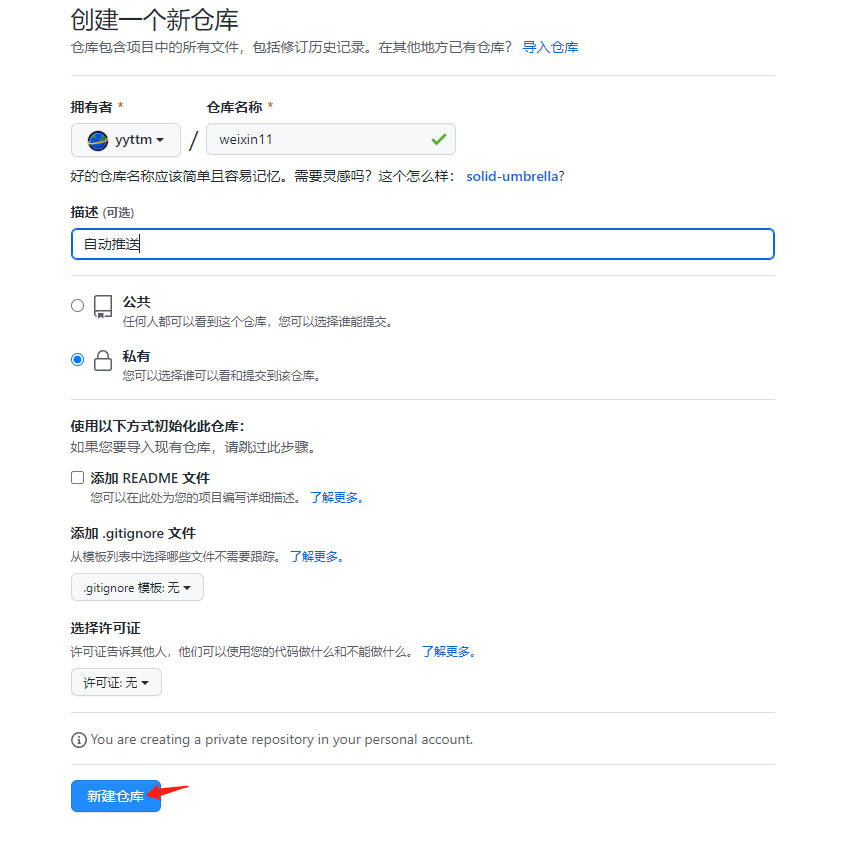 创建一个新仓库
仓库包含项目中的所有文件，包括修订历史记录。在其他地方已有仓库？ 导入仓库
拥有者 * 仓库名称 *
yyttm / weixin11
好的仓库名称应该简单且容易记忆。需要灵感吗？这个怎么样： solid-umbrella?
描述 (可选)
自动推送
公共
任何人都可以看到这个仓库，您可以选择谁能提交。
私有
您可以选择谁可以看和提交到该仓库。
使用以下方式初始化此仓库：
如果您要导入现有仓库，请跳过此步骤。
添加 README 文件
您可以在此处为您的项目编写详细描述。 了解更多。
添加 .gitignore 文件
从模板列表中选择哪些文件不需要跟踪。 了解更多。
.gitignore 模板: 无
选择许可证
许可证告诉其他人，他们可以使用您的代码做什么和不能做什么。 了解更多。
许可证: 无
You are creating a private repository in your personal account.
新建仓库